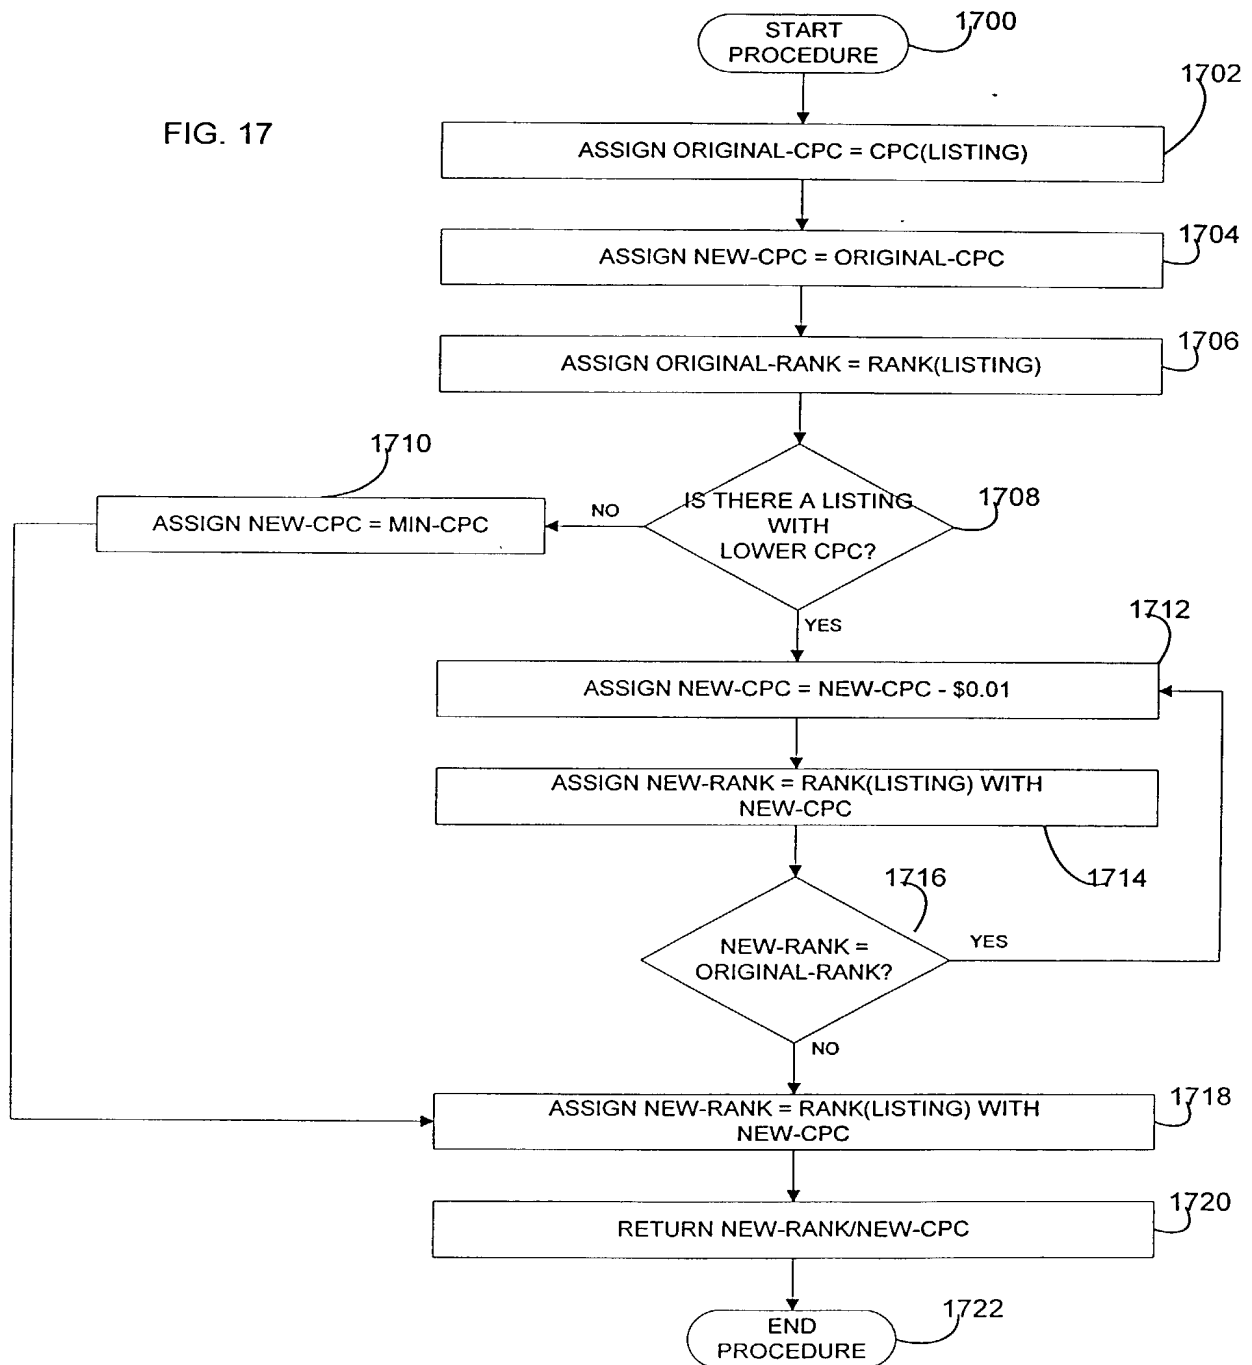 START
PROCEDURE
1700
1702
FIG. 17
ASSIGN ORIGINAL-CPC = CPC(LISTING)
1704
ASSIGN NEW-CPC = ORIGINAL-CPC
1706
ASSIGN ORIGINAL-RANK = RANK(LISTING)
1710
ASSIGN NEW-CPC = MIN-CPC
NO
IS THERE A LISTING
WITH
LOWER CPC?
1708
YES
1712
ASSIGN NEW-CPC = NEW-CPC - $0.01
ASSIGN NEW-RANK = RANK(LISTING) WITH
NEW-CPC
1714
1716
NEW-RANK =
ORIGINAL-RANK?
YES
NO
ASSIGN NEW-RANK = RANK(LISTING) WITH
NEW-CPC
1718
RETURN NEW-RANK/NEW-CPC
1720
END
PROCEDURE
1722